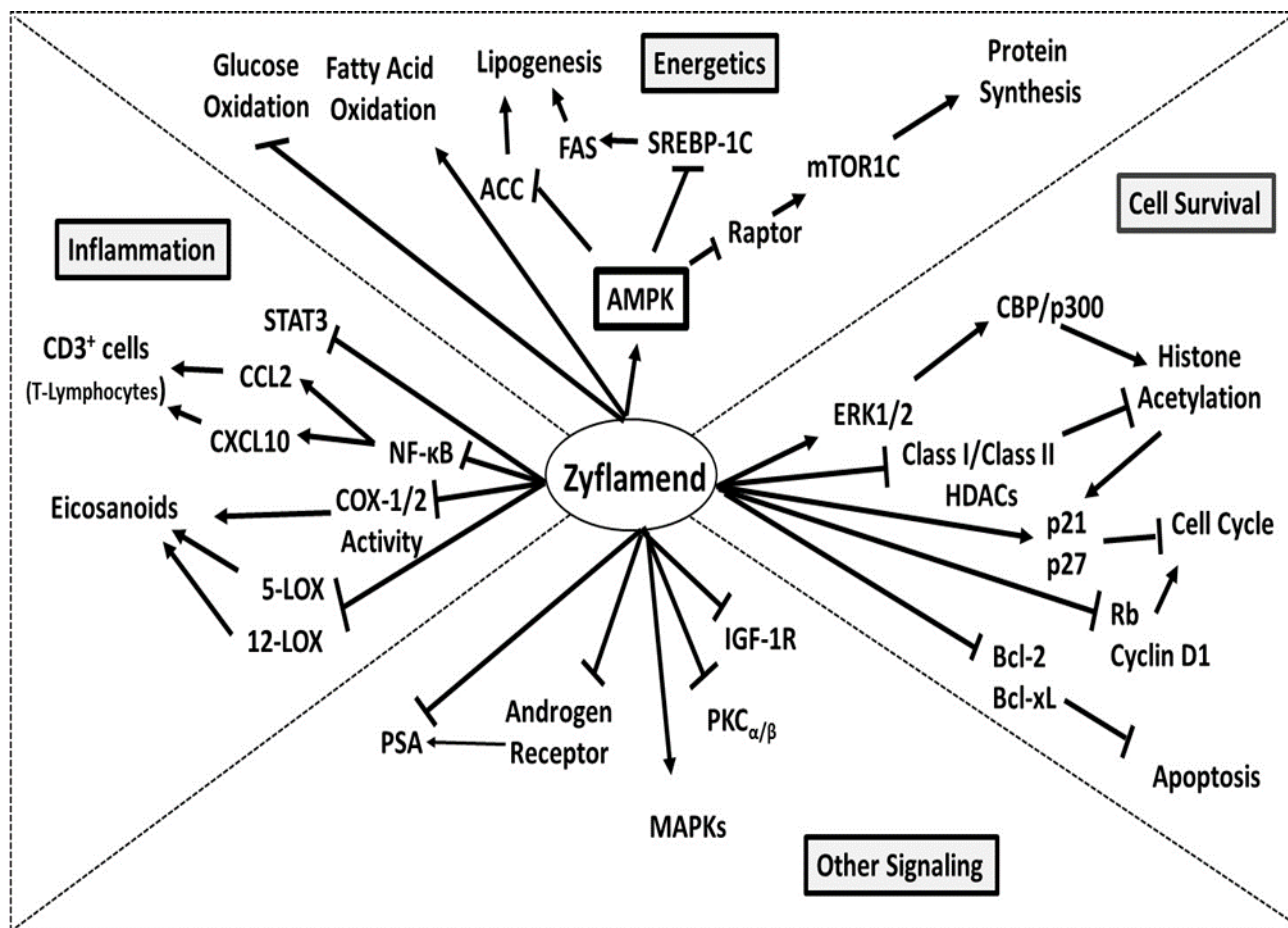 Glucose
Oxidation
Fatty Acid
Oxidation
Lipogenesis
Energetics
Protein
Synthesis
FAS
SREBP-1C
mTOR1C
ACC
Raptor
Cell Survival
Inflammation
AMPK
STAT3
CBP/p300
CD3⁺ cells
(T-Lymphocytes)
CCL2
Histone
Acetylation
CXCL10
ERK1/2
NF-κB
Class I/Class II
HDACs
Zyflamend
COX-1/2
Activity
Eicosanoids
p21
p27
Cell Cycle
5-LOX
12-LOX
IGF-1R
Rb
Cyclin D1
Bcl-2
Bcl-xL
PSA
Androgen
Receptor
PKCα/β
Apoptosis
MAPKs
Other Signaling